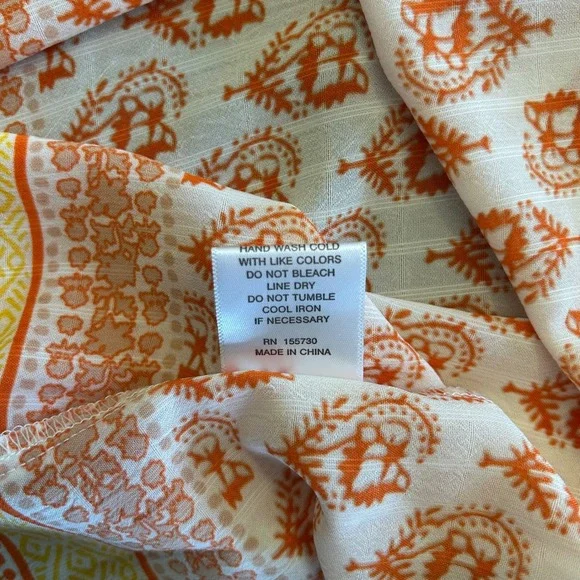 HAND WASH COLD
WITH LIKE COLORS
DO NOT BLEACH
LINE DRY
DO NOT TUMBLE
COOL IRON
IF NECESSARY
RN 155730
MADE IN CHINA